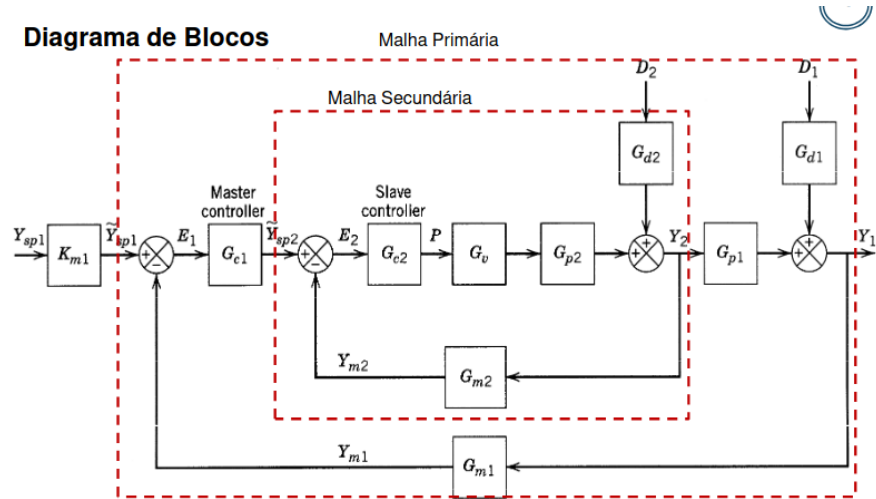 Diagrama de Blocos
Malha Primária
D2
D1
Malha Secundária
Gd2
Gd1
Master
controller
Slave
controller
Ysp1
Km1
Ỹsp1
E1
Gc1
Ỹsp2
E2
Gc2
P
Gv
Gp2
Y2
Gp1
Y1
+
−
+
−
+
+
+
+
Ym2
Gm2
Ym1
Gm1